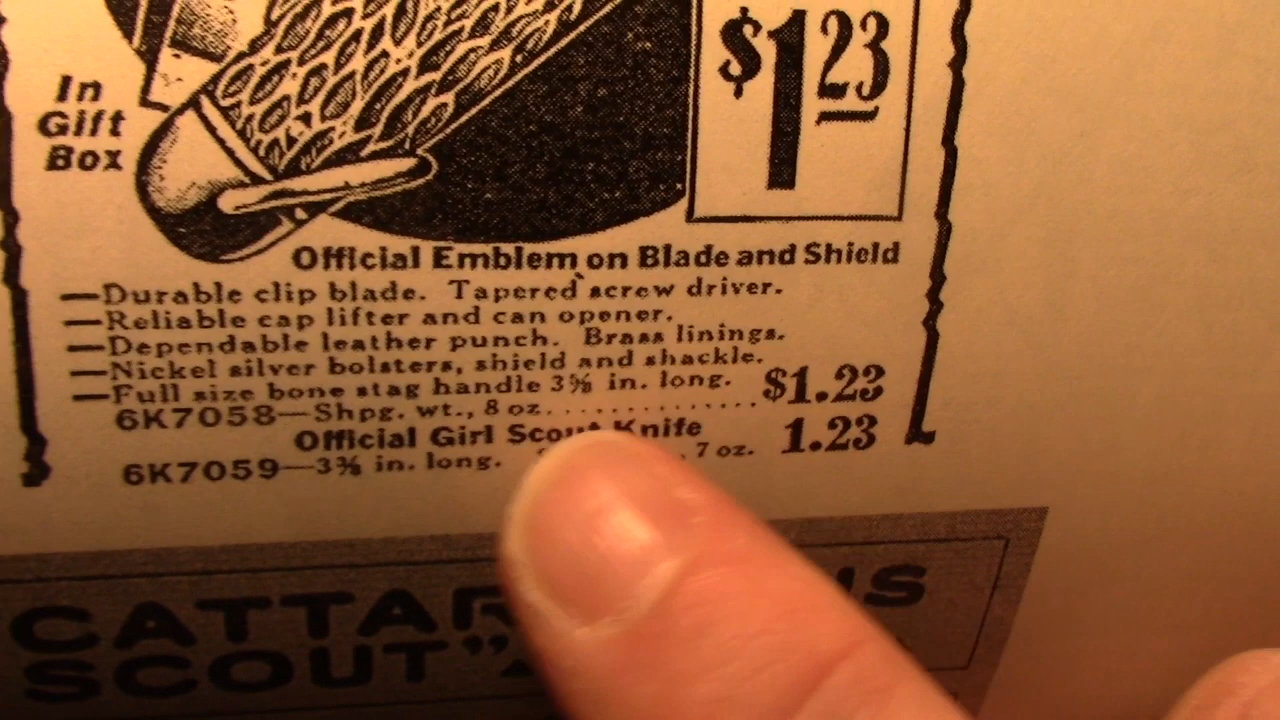 $1 23
In
Gift
Box
Official Emblem on Blade and Shield
—Durable clip blade. Tapered screw driver.
—Reliable cap lifter and can opener.
—Dependable leather punch. Brass linings.
—Nickel silver bolsters, shield and shackle.
—Full size bone stag handle 3⅝ in. long.
6K7058—Shpg. wt., 8 oz. .............. $1.23
Official Girl Scout Knife
6K7059—3⅜ in. long. 7 oz. 1.23
SCOUT"